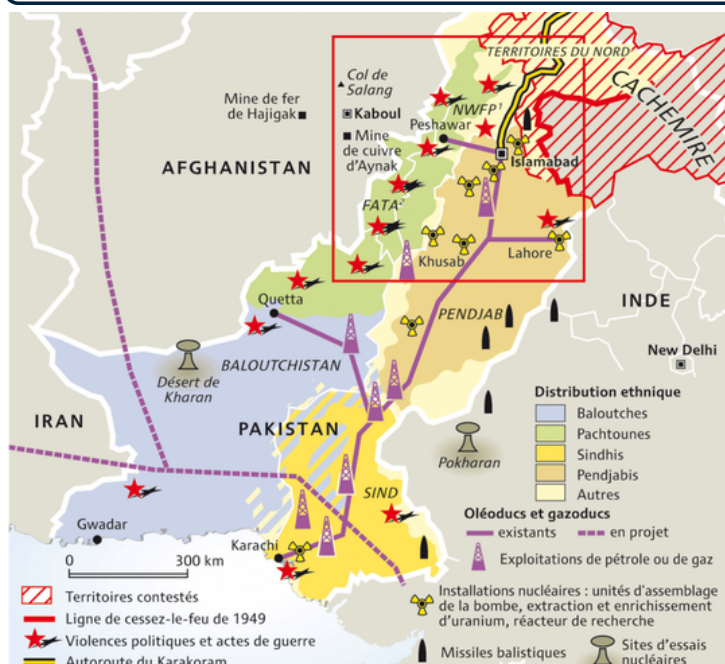 TERRITOIRES DU NORD
CACHEMIRE
Col de
Salang
NWFP¹
Mine de fer
de Hajigak
Kaboul
Peshawar
Mine
de cuivre
d'Aynak
Islamabad
AFGHANISTAN
FATA²
Khusab
Lahore
Quetta
INDE
PENDJAB
New Delhi
BALOUTCHISTAN
Désert de
Kharan
IRAN
PAKISTAN
Pokharan
SIND
Gwadar
Karachi
0 300 km
Distribution ethnique
Baloutches
Pachtounes
Sindhis
Pendjabis
Autres
Oléoducs et gazoducs
existants en projet
Exploitations de pétrole ou de gaz
Installations nucléaires : unités d'assemblage
de la bombe, extraction et enrichissement
d'uranium, réacteur de recherche
Missiles balistiques
Sites d'essais
nucléaires
Territoires contestés
Ligne de cessez-le-feu de 1949
Violences politiques et actes de guerre
Autoroute du Karakoram